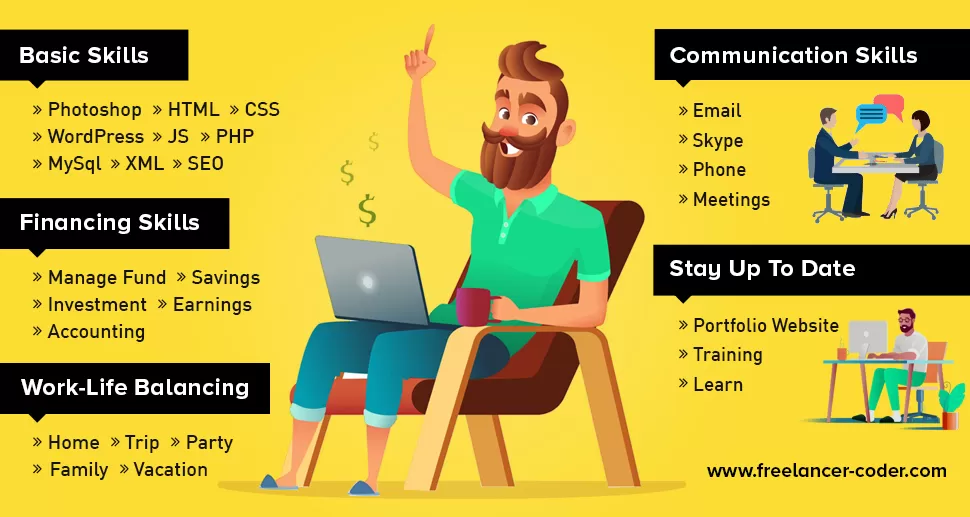 Basic Skills
» Photoshop » HTML » CSS
» WordPress » JS » PHP
» MySql » XML » SEO
Financing Skills
» Manage Fund » Savings
» Investment » Earnings
» Accounting
Work-Life Balancing
» Home » Trip » Party
» Family » Vacation
$
$
$
Communication Skills
» Email
» Skype
» Phone
» Meetings
Stay Up To Date
» Portfolio Website
» Training
» Learn
www.freelancer-coder.com